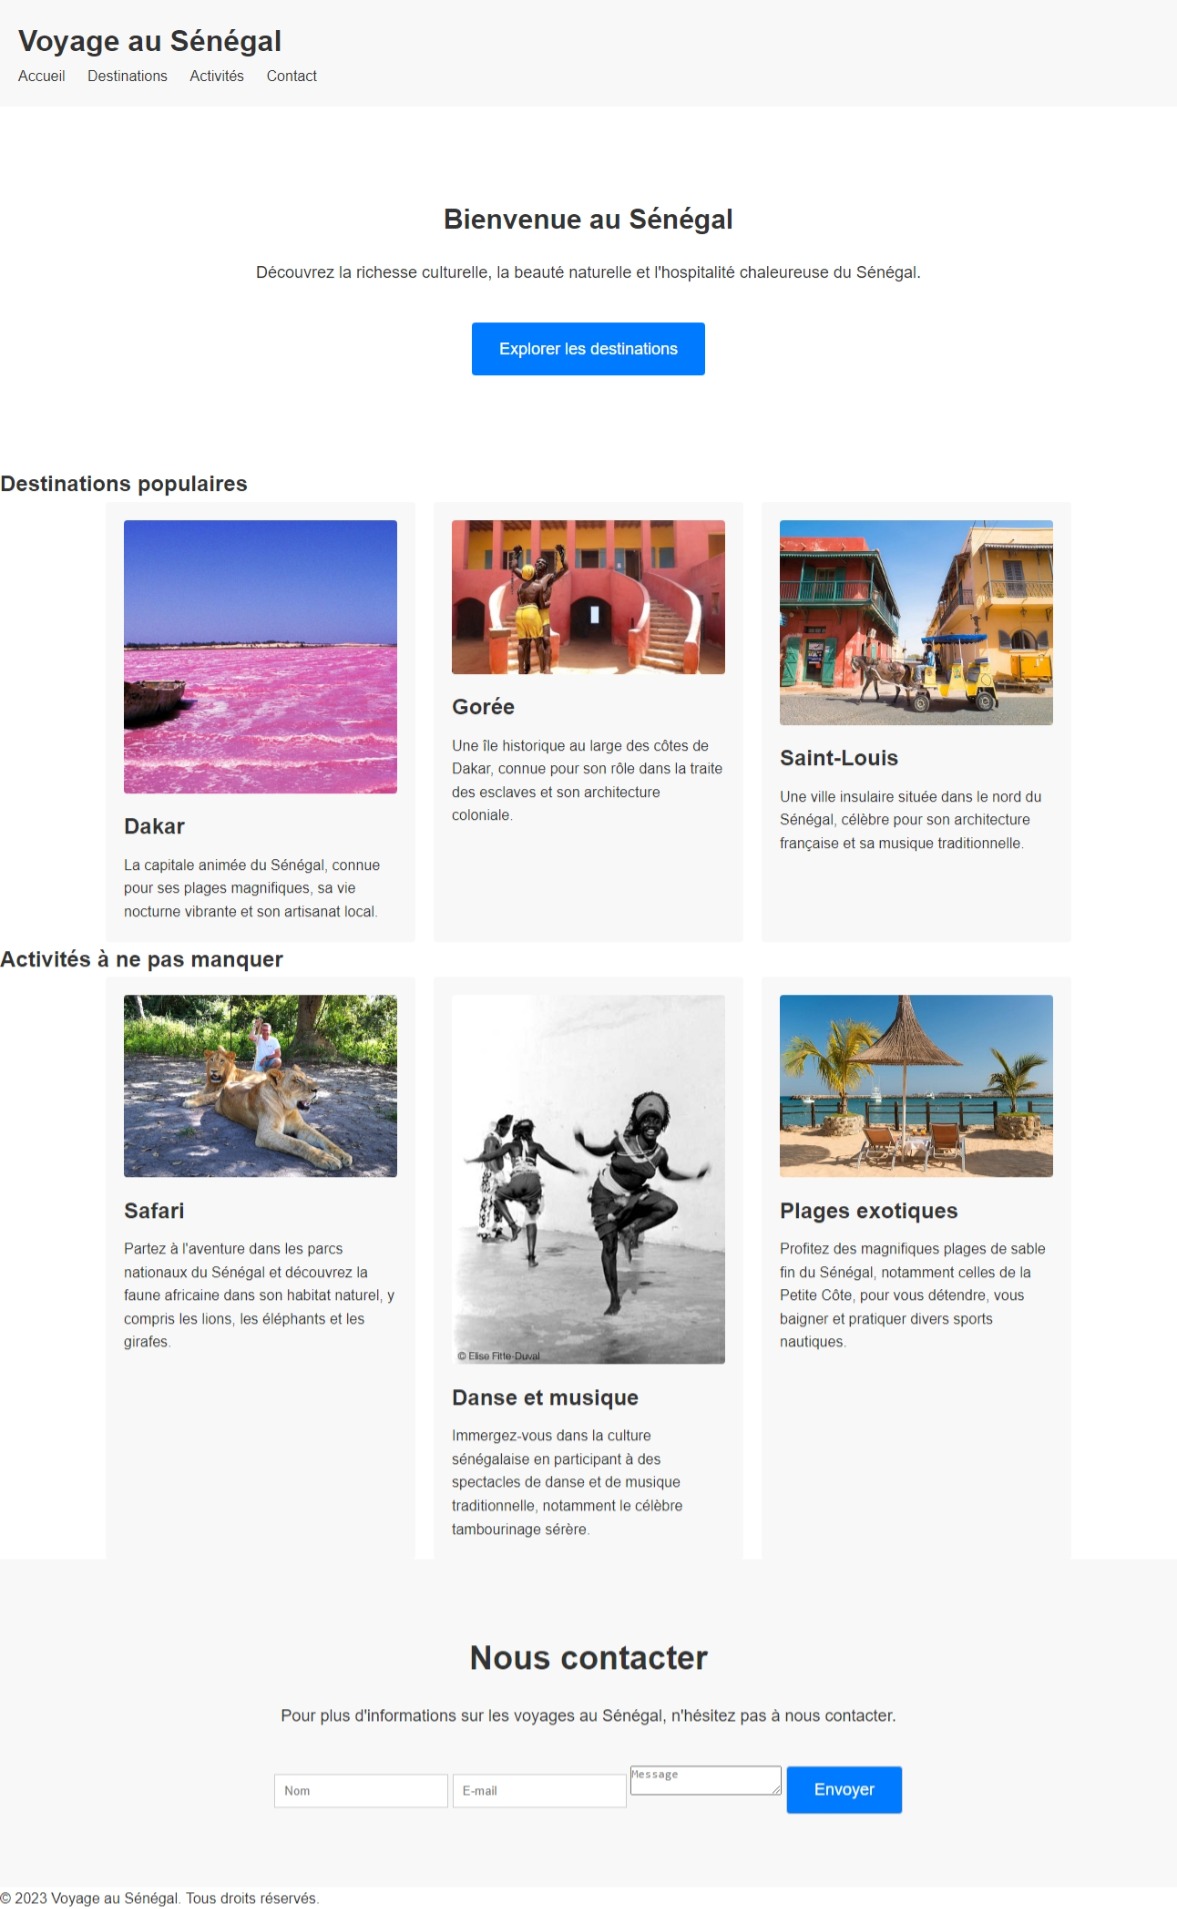 Voyage au Sénégal
Accueil Destinations Activités Contact
Bienvenue au Sénégal
Découvrez la richesse culturelle, la beauté naturelle et l'hospitalité chaleureuse du Sénégal.
Explorer les destinations
Destinations populaires
Dakar
La capitale animée du Sénégal, connue
pour ses plages magnifiques, sa vie
nocturne vibrante et son artisanat local.
Gorée
Une île historique au large des côtes de
Dakar, connue pour son rôle dans la traite
des esclaves et son architecture
coloniale.
Saint-Louis
Une ville insulaire située dans le nord du
Sénégal, célèbre pour son architecture
française et sa musique traditionnelle.
Activités à ne pas manquer
Safari
Partez à l'aventure dans les parcs
nationaux du Sénégal et découvrez la
faune africaine dans son habitat naturel, y
compris les lions, les éléphants et les
girafes.
© Elise Fitte-Duval
Danse et musique
Immergez-vous dans la culture
sénégalaise en participant à des
spectacles de danse et de musique
traditionnelle, notamment le célèbre
tambourinage sérère.
Plages exotiques
Profitez des magnifiques plages de sable
fin du Sénégal, notamment celles de la
Petite Côte, pour vous détendre, vous
baigner et pratiquer divers sports
nautiques.
Nous contacter
Pour plus d'informations sur les voyages au Sénégal, n'hésitez pas à nous contacter.
Nom E-mail Message Envoyer
© 2023 Voyage au Sénégal. Tous droits réservés.